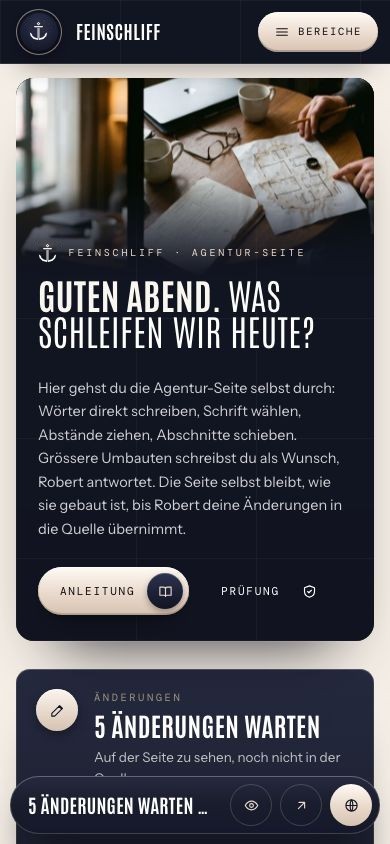 FEINSCHLIFF
BEREICHE
FEINSCHLIFF · AGENTUR-SEITE
GUTEN ABEND. WAS
SCHLEIFEN WIR HEUTE?
Hier gehst du die Agentur-Seite selbst durch:
Wörter direkt schreiben, Schrift wählen,
Abstände ziehen, Abschnitte schieben.
Grössere Umbauten schreibst du als Wunsch,
Robert antwortet. Die Seite selbst bleibt, wie
sie gebaut ist, bis Robert deine Änderungen in
die Quelle übernimmt.
ANLEITUNG
PRÜFUNG
ÄNDERUNGEN
5 ÄNDERUNGEN WARTEN
Auf der Seite zu sehen, noch nicht in der
5 ÄNDERUNGEN WARTEN …